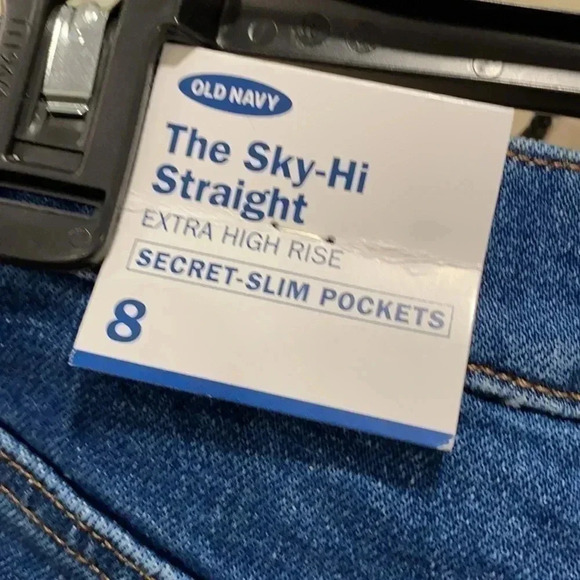 OLD NAVY
The Sky-Hi
Straight
EXTRA HIGH RISE
SECRET-SLIM POCKETS
8